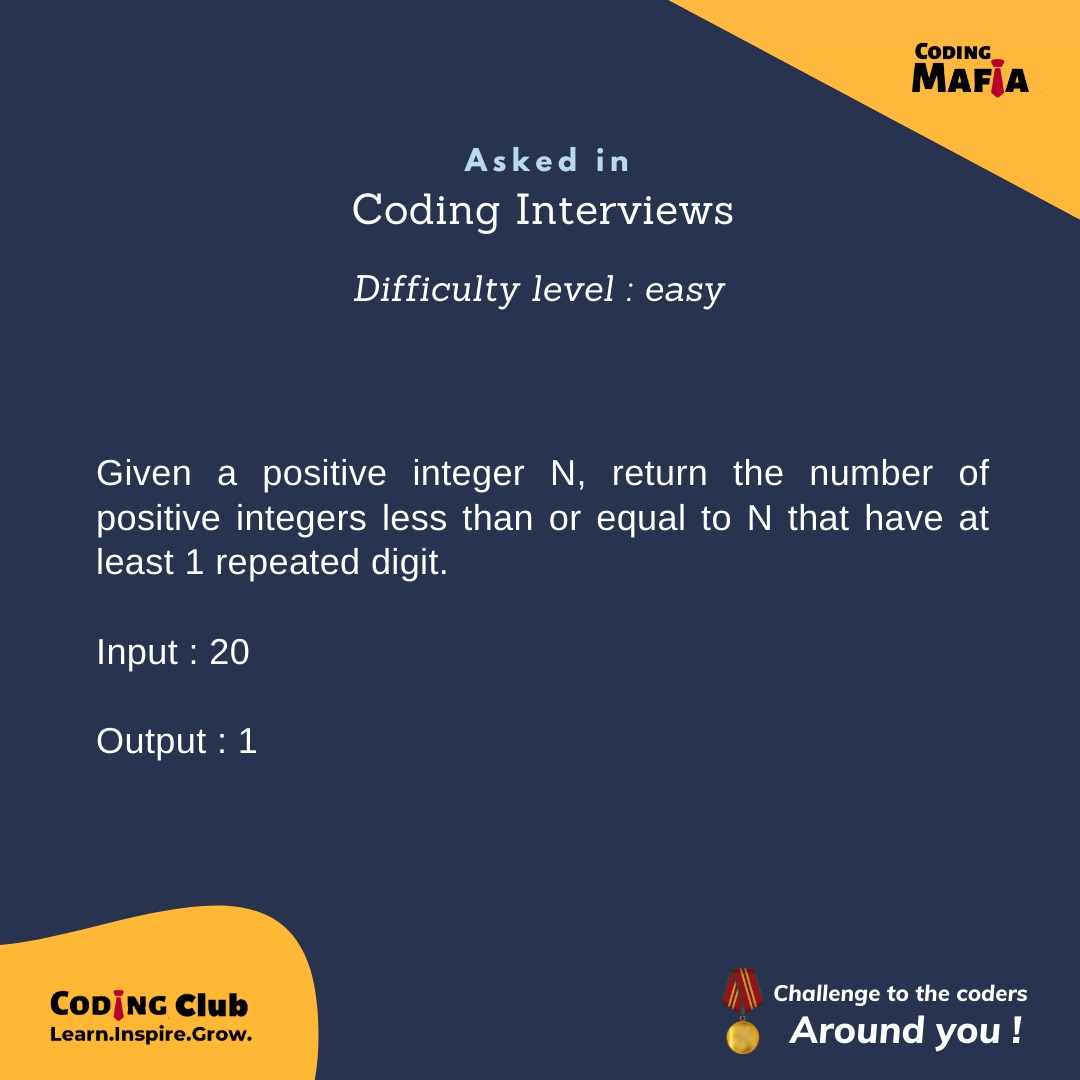 CODING
MAFIA
Asked in
Coding Interviews
Difficulty level : easy
Given a positive integer N, return the number of
positive integers less than or equal to N that have at
least 1 repeated digit.
Input : 20
Output : 1
CODING Club
Learn.Inspire.Grow.
Challenge to the coders
Around you !